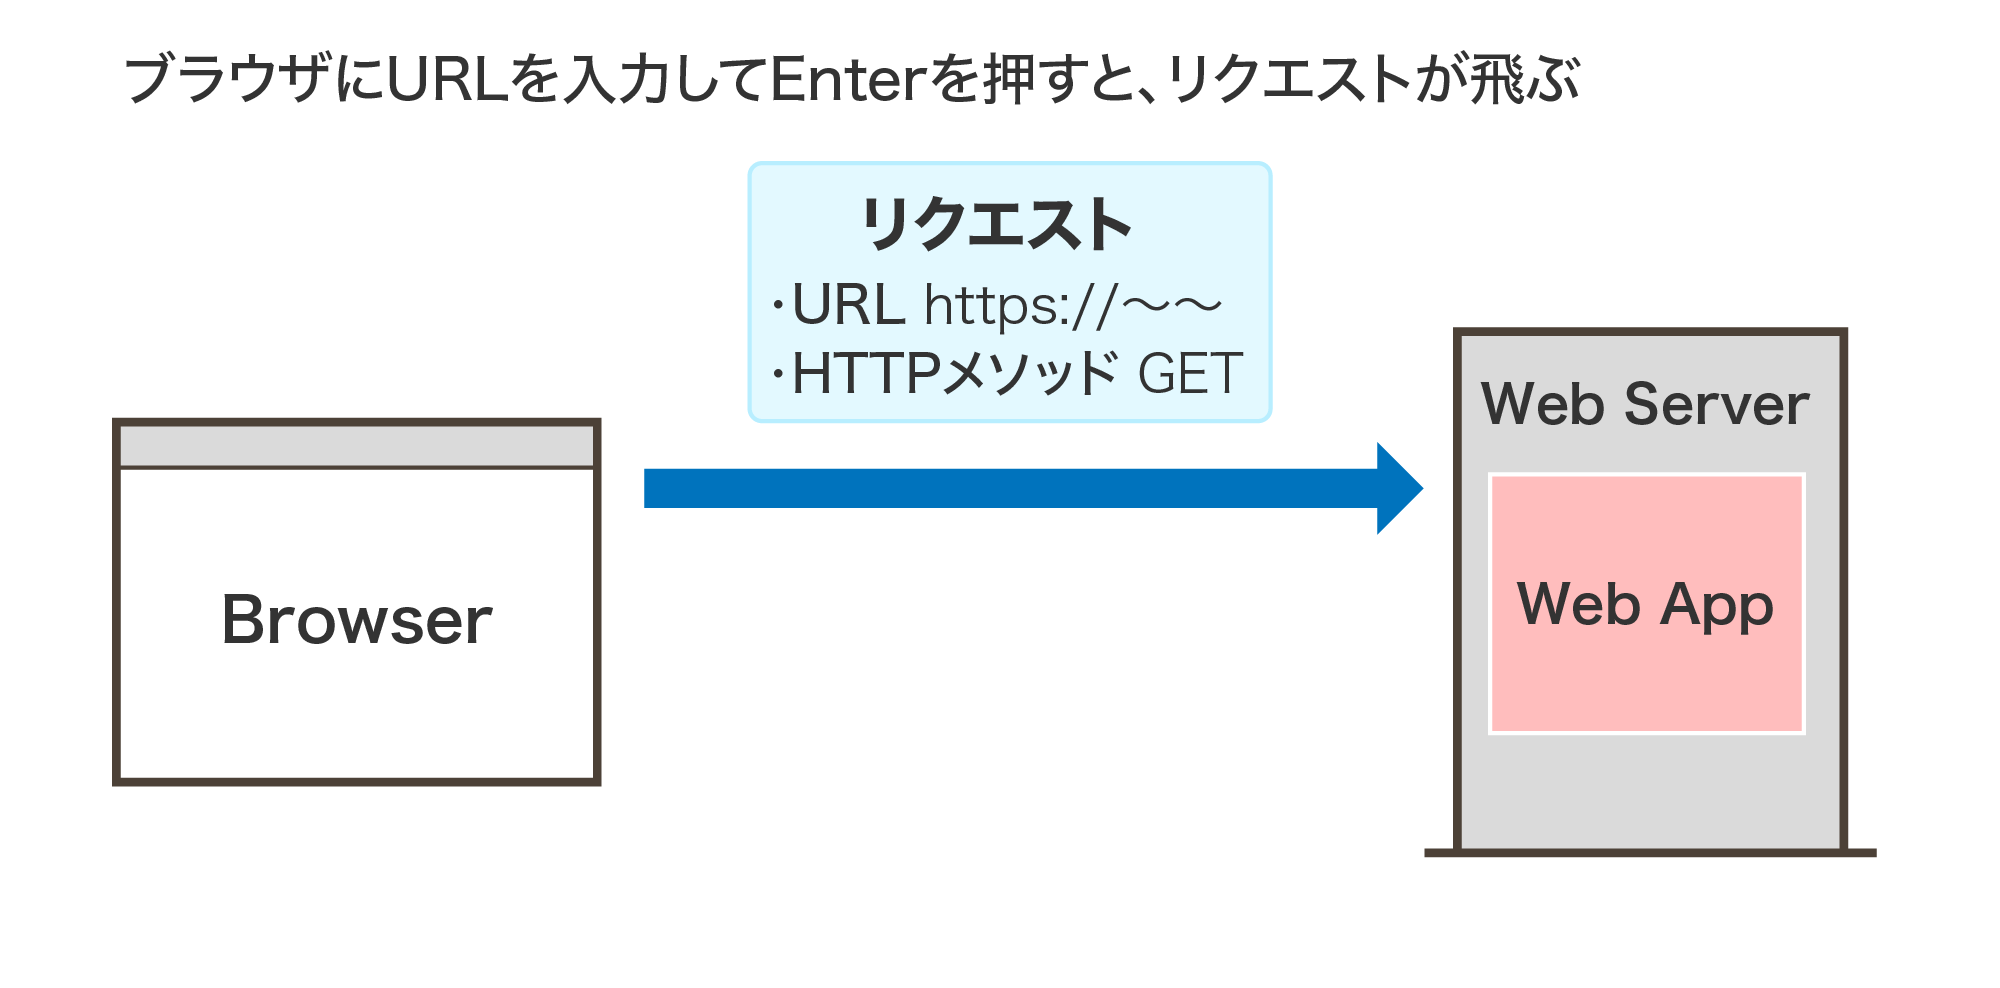 ブラウザにURLを入力してEnterを押すと、リクエストが飛ぶ
リクエスト
・URL https://〜〜
・HTTPメソッド GET
Web Server
Browser
Web App